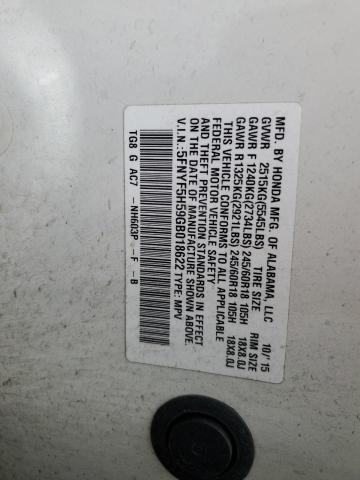 MFD. BY HONDA MFG. OF ALABAMA, LLC 10/'15
GVWR 2515KG(5545LBS) TIRE SIZE RIM SIZE
GAWR F 1240KG(2734LBS) 245/60R18 105H 18X8.0J
GAWR R1325KG(2921LBS) 245/60R18 105H 18X8.0J
THIS VEHICLE CONFORMS TO ALL APPLICABLE
FEDERAL MOTOR VEHICLE SAFETY
AND THEFT PREVENTION STANDARDS IN EFFECT
ON THE DATE OF MANUFACTURE SHOWN ABOVE.
V.I.N.:5FNYF5H59GB018622 TYPE: MPV
TG8 G AC7 -NH603P -F -B